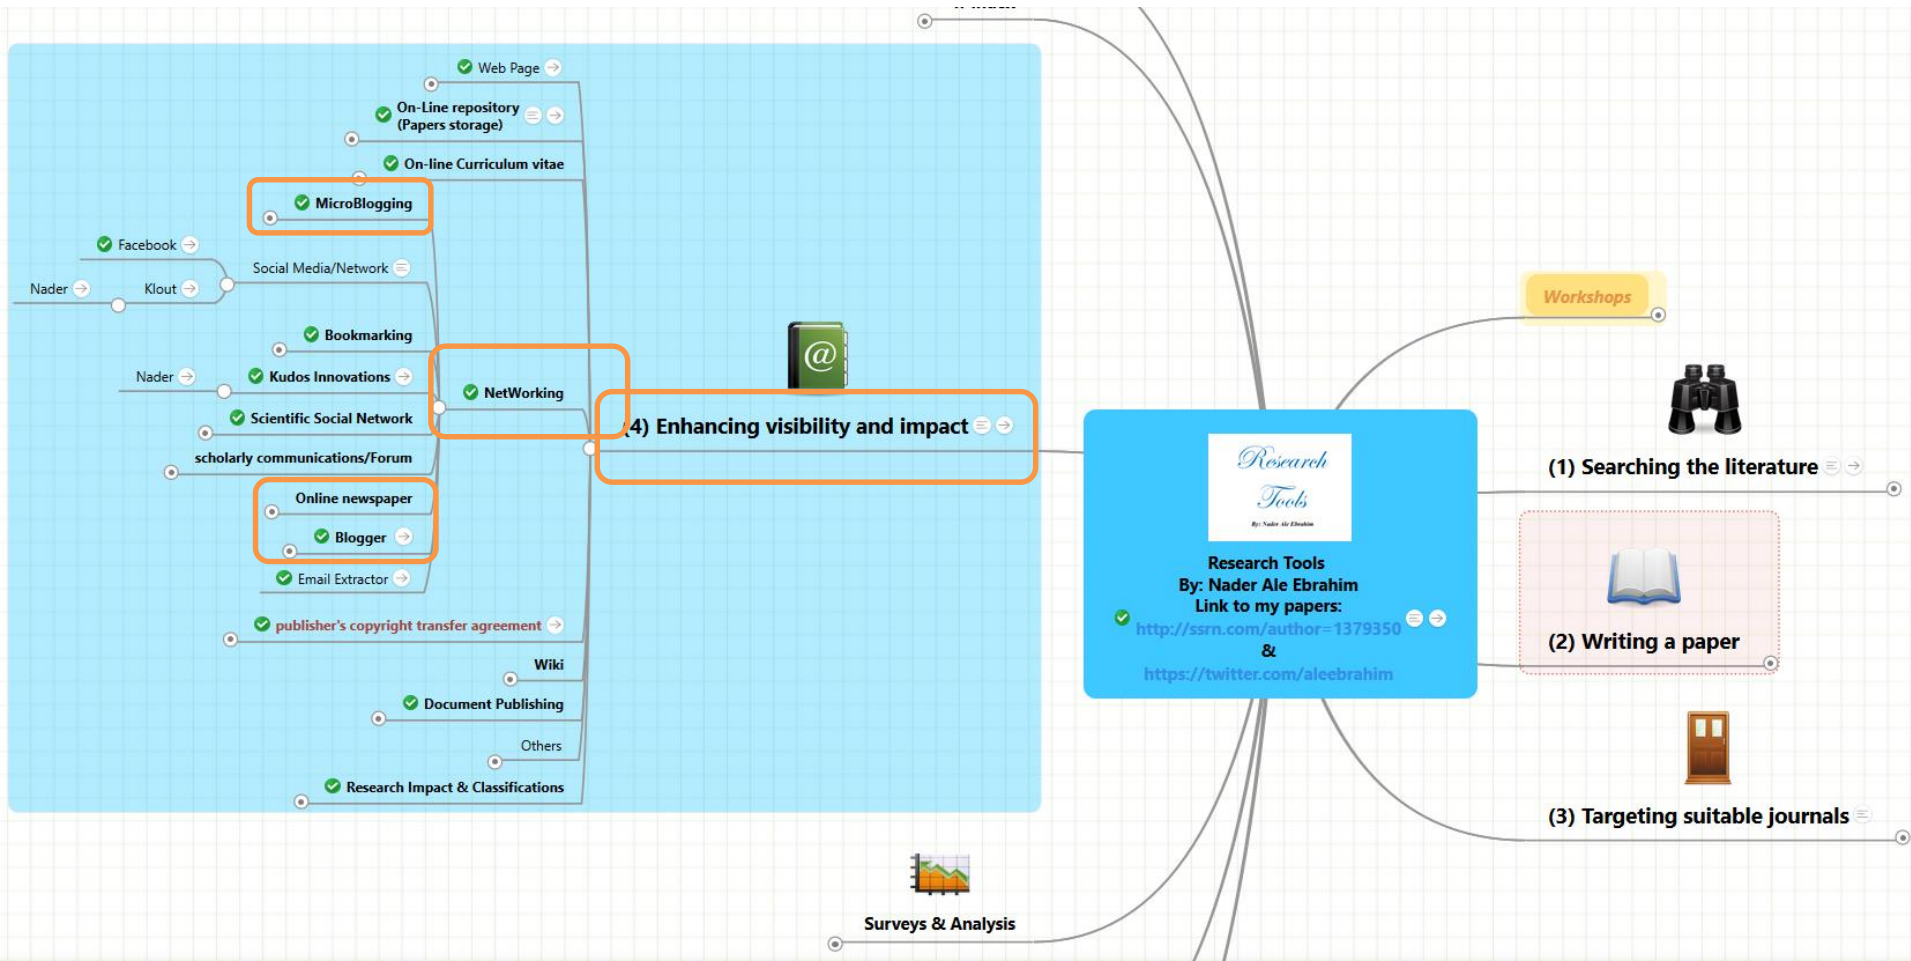 Web Page
On-Line repository
(Papers storage)
On-line Curriculum vitae
MicroBlogging
Facebook
Social Media/Network
Nader
Klout
Bookmarking
Nader
Kudos Innovations
NetWorking
Scientific Social Network
scholarly communications/Forum
Online newspaper
Blogger
Email Extractor
publisher's copyright transfer agreement
Wiki
Document Publishing
Others
Research Impact & Classifications
@
(4) Enhancing visibility and impact
Surveys & Analysis
Research
Tools
By: Nader Ale Ebrahim
Research Tools
By: Nader Ale Ebrahim
Link to my papers:
http://ssrn.com/author=1379350
&
https://twitter.com/aleebrahim
Workshops
(1) Searching the literature
(2) Writing a paper
(3) Targeting suitable journals